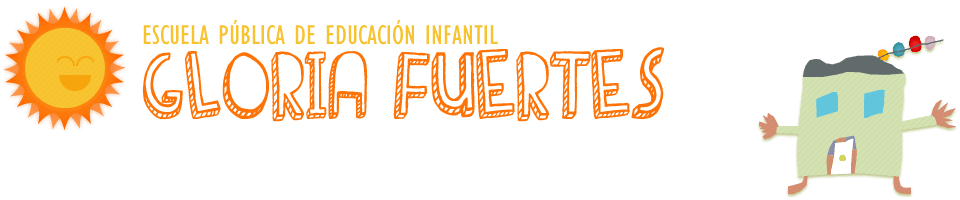 ESCUELA PÚBLICA DE EDUCACIÓN INFANTIL
GLORIA FUERTES